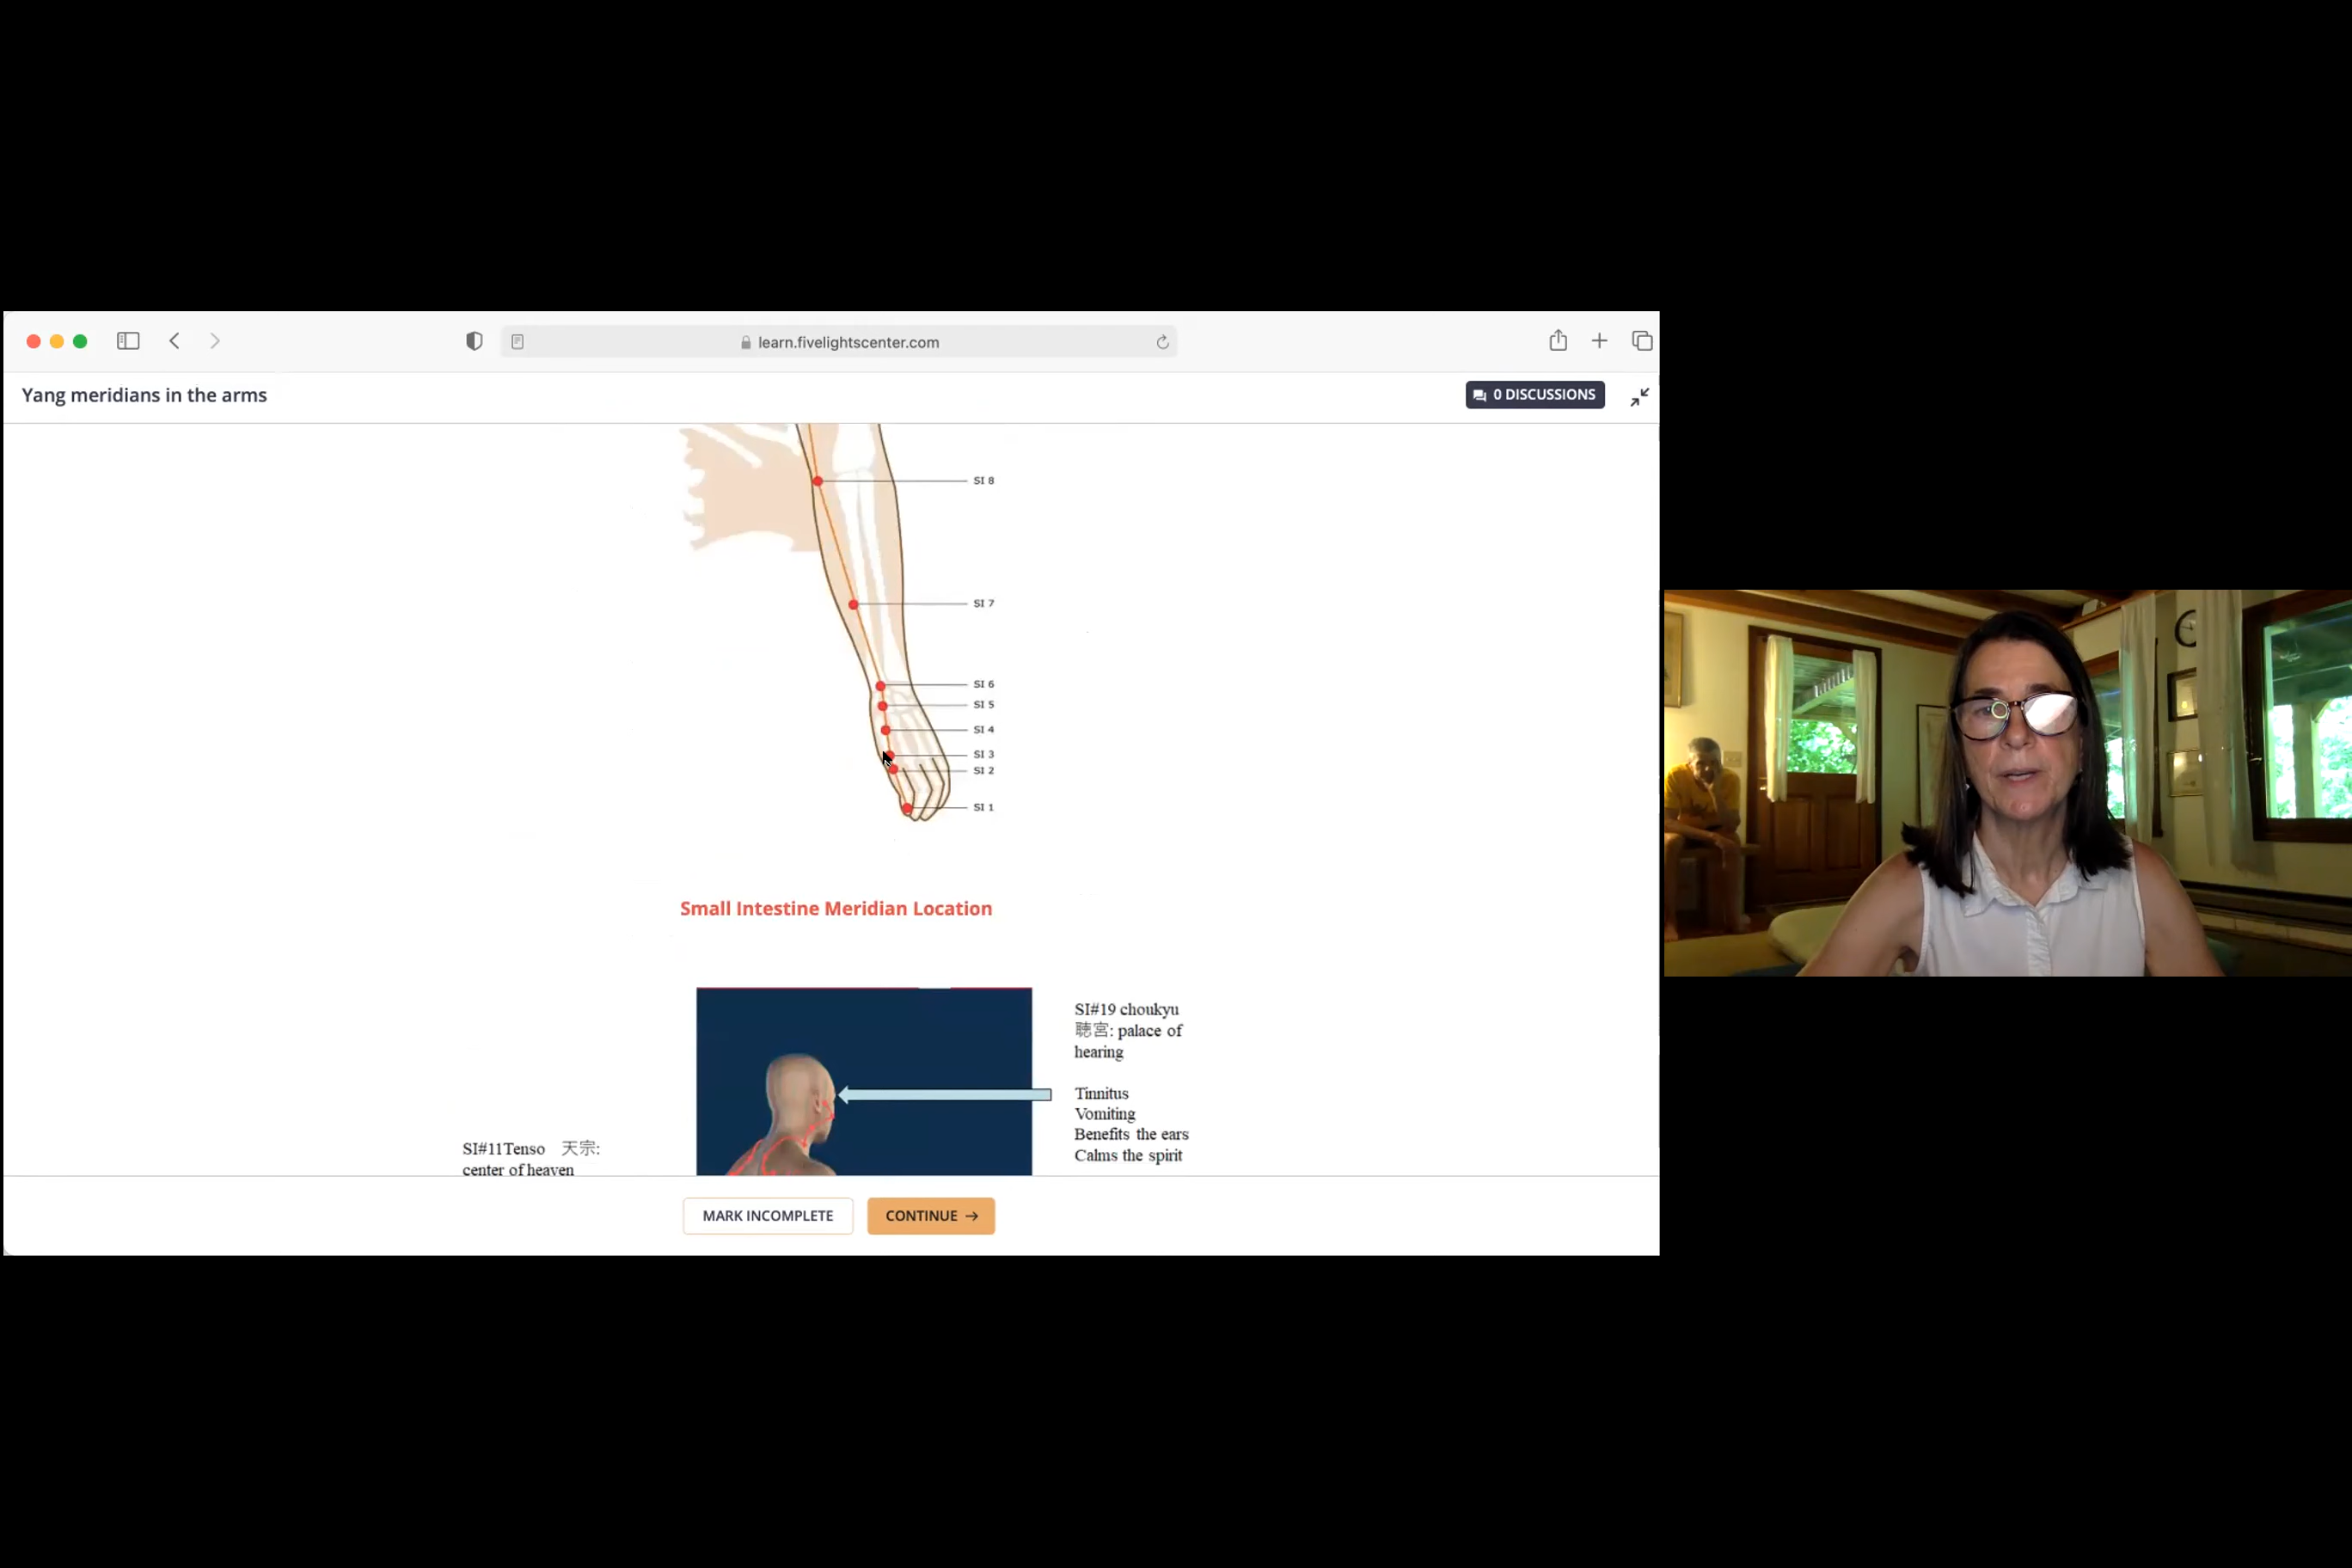 learn.fivelightscenter.com
Yang meridians in the arms
0 DISCUSSIONS
SI 8
SI 7
SI 6
SI 5
SI 4
SI 3
SI 2
SI 1
Small Intestine Meridian Location
SI#19 choukyu
聴宮: palace of
hearing
Tinnitus
Vomiting
Benefits the ears
Calms the spirit
SI#11Tenso 天宗:
center of heaven
MARK INCOMPLETE
CONTINUE →